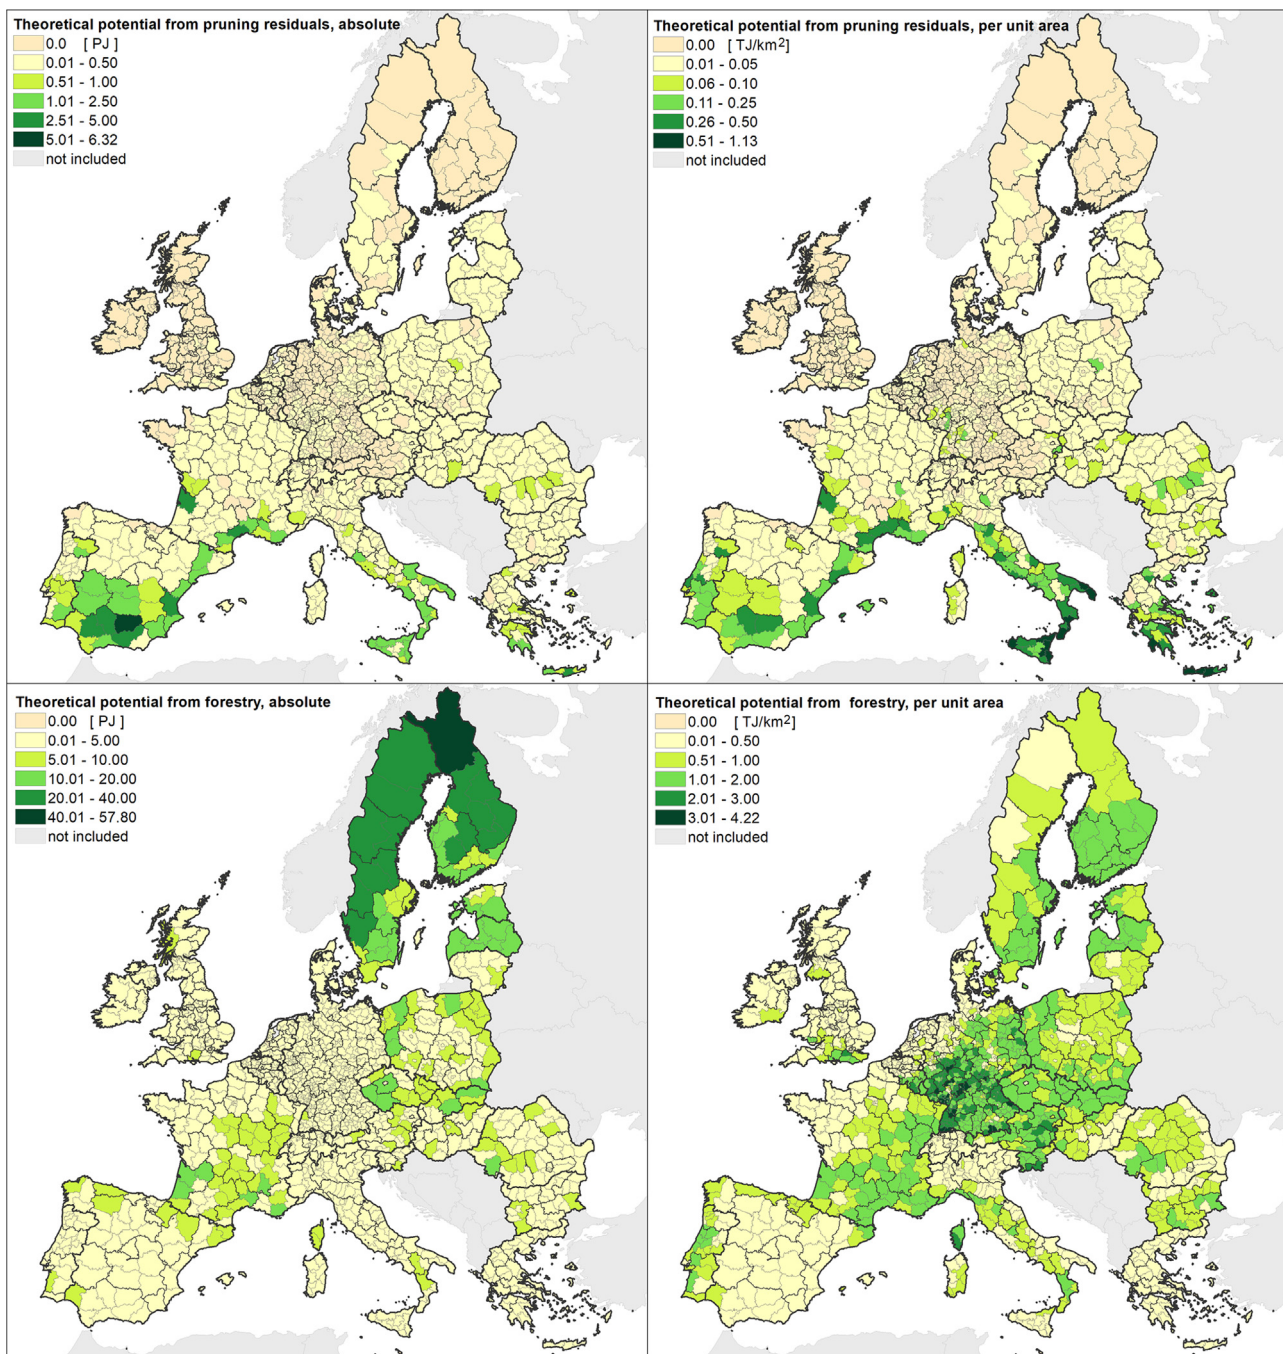 Theoretical potential from pruning residuals, absolute
0.0 [ PJ ]
0.01 - 0.50
0.51 - 1.00
1.01 - 2.50
2.51 - 5.00
5.01 - 6.32
not included
Theoretical potential from pruning residuals, per unit area
0.00 [ TJ/km2]
0.01 - 0.05
0.06 - 0.10
0.11 - 0.25
0.26 - 0.50
0.51 - 1.13
not included
Theoretical potential from forestry, absolute
0.00 [ PJ ]
0.01 - 5.00
5.01 - 10.00
10.01 - 20.00
20.01 - 40.00
40.01 - 57.80
not included
Theoretical potential from forestry, per unit area
0.00 [ TJ/km2]
0.01 - 0.50
0.51 - 1.00
1.01 - 2.00
2.01 - 3.00
3.01 - 4.22
not included